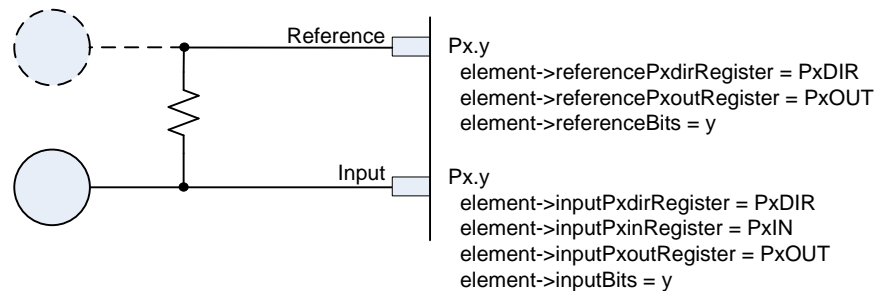 Reference
Px.y
element->referencePxdirRegister = PxDIR
element->referencePxoutRegister = PxOUT
element->referenceBits = y
Input
Px.y
element->inputPxdirRegister = PxDIR
element->inputPxinRegister = PxIN
element->inputPxoutRegister = PxOUT
element->inputBits = y